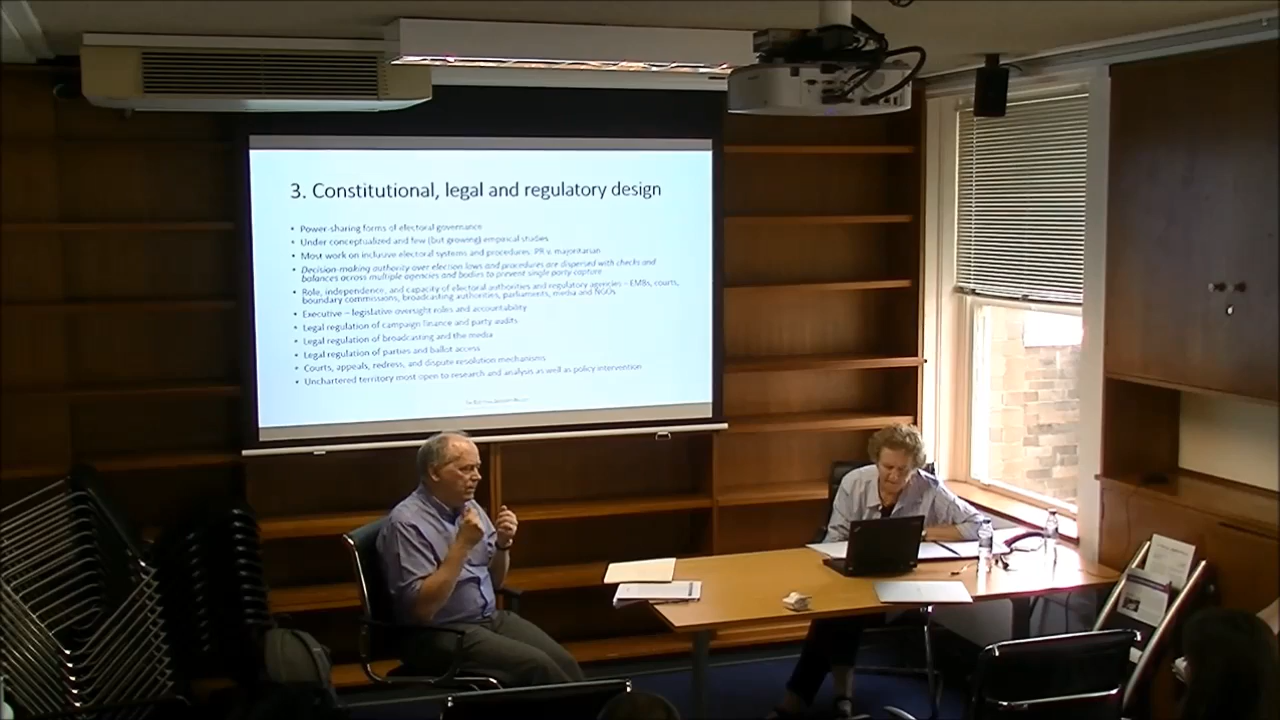 3. Constitutional, legal and regulatory design
• Power-sharing forms of electoral governance
• Under conceptualized and few (but growing) empirical studies
• Most work on inclusive electoral systems and procedures: PR v. majoritarian
• Decision-making authority over election laws and procedures are dispersed with checks and
balances across multiple agencies and bodies to prevent single party capture
• Role, independence, and capacity of electoral authorities and regulatory agencies – EMBs, courts,
boundary commissions, broadcasting authorities, parliaments, media and NGOs
• Executive – legislative oversight roles and accountability
• Legal regulation of campaign finance and party audits
• Legal regulation of broadcasting and the media
• Legal regulation of parties and ballot access
• Courts, appeals, redress, and dispute resolution mechanisms
• Unchartered territory most open to research and analysis as well as policy intervention